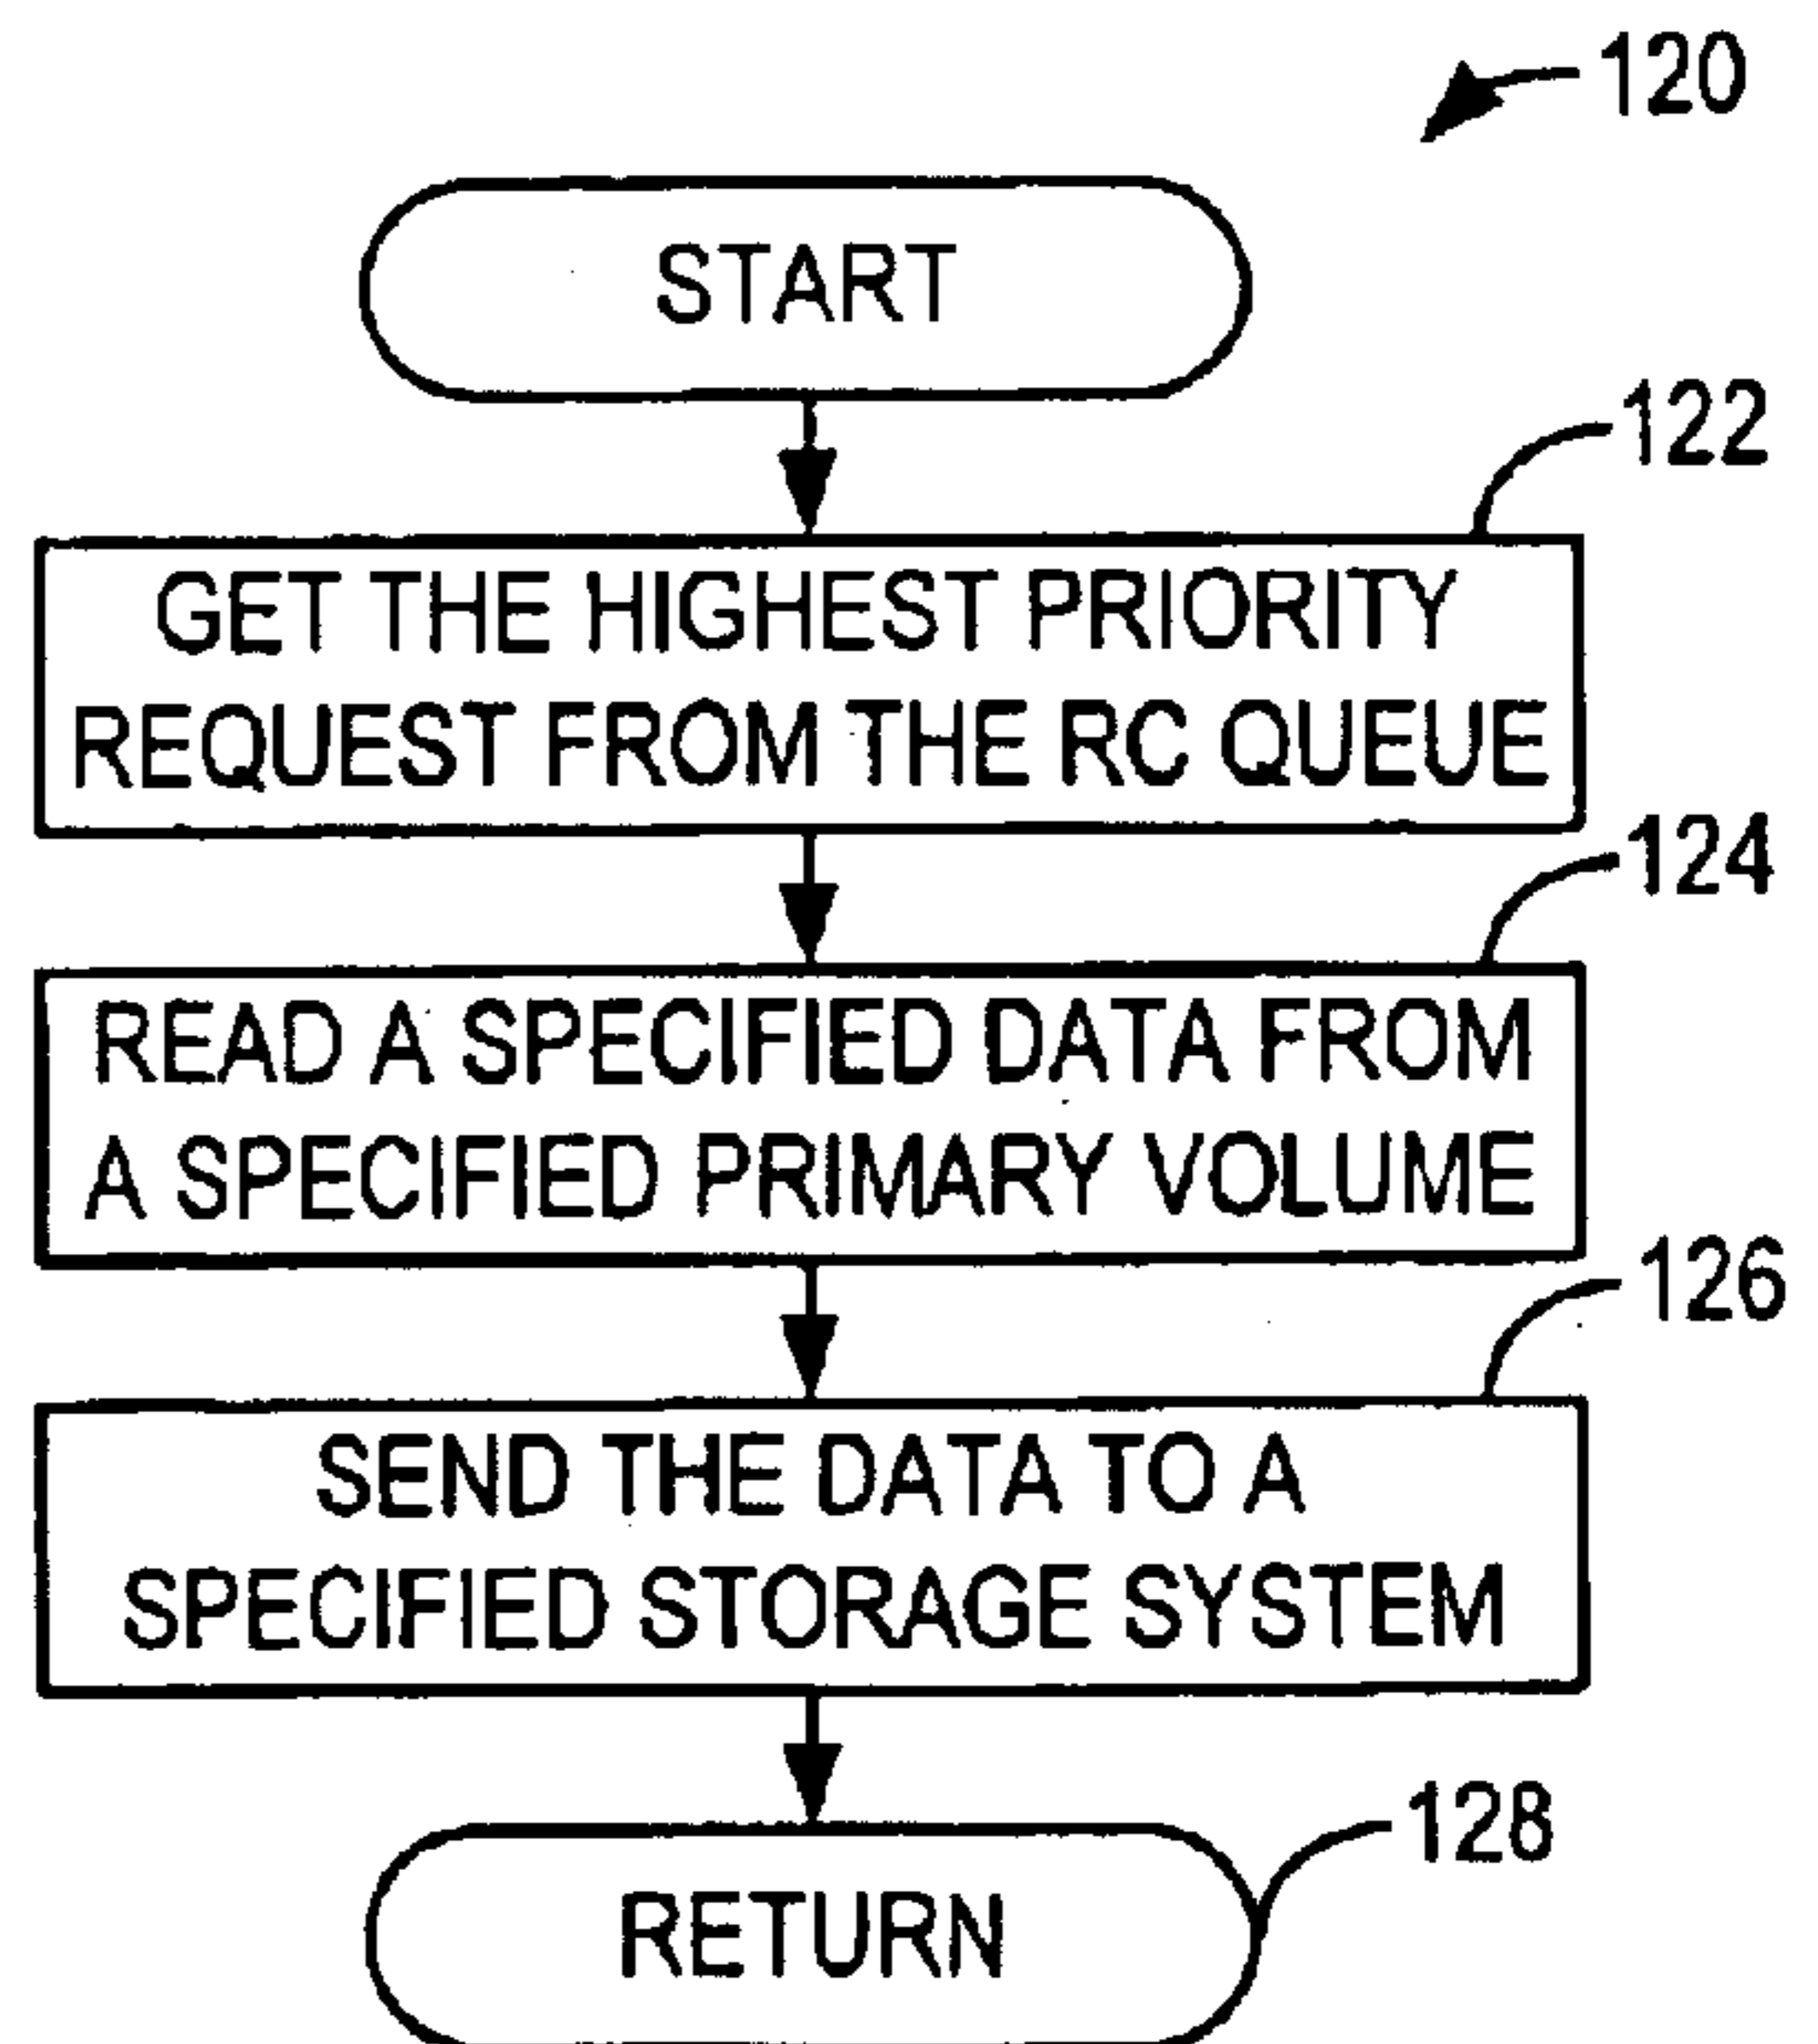 120
START
122
GET THE HIGHEST PRIORITY
REQUEST FROM THE RC QUEUE
124
READ A SPECIFIED DATA FROM
A SPECIFIED PRIMARY VOLUME
126
SEND THE DATA TO A
SPECIFIED STORAGE SYSTEM
128
RETURN